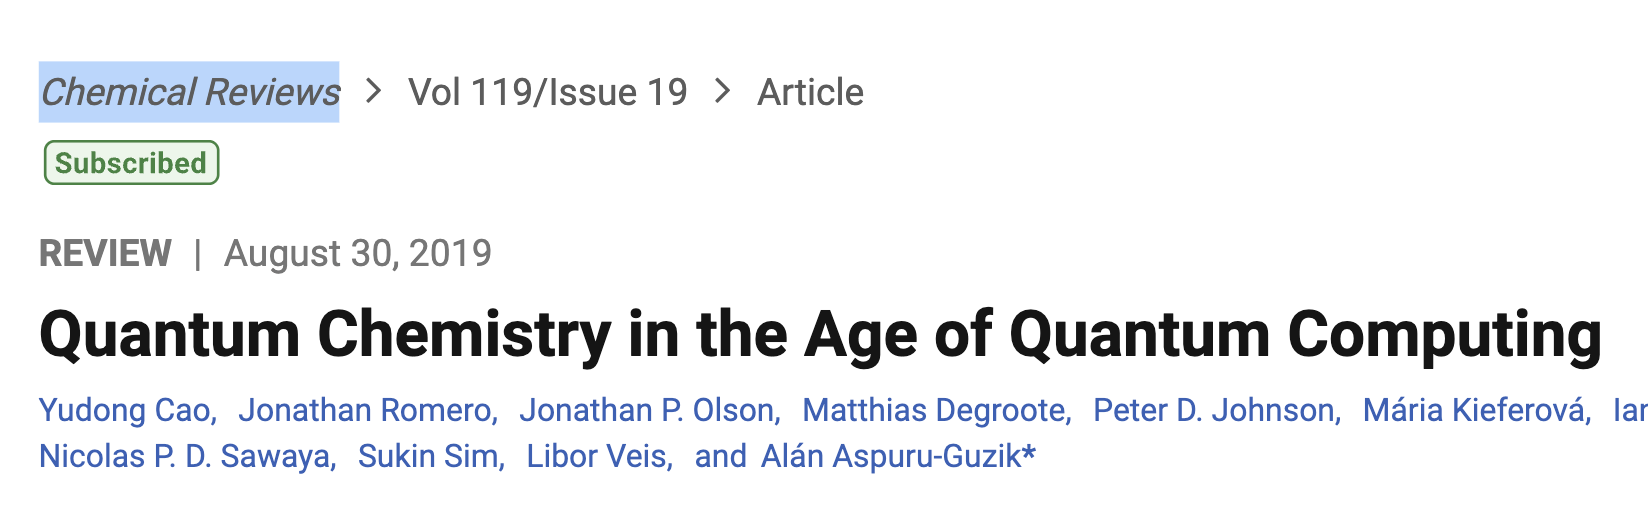 Chemical Reviews > Vol 119/Issue 19 > Article
Subscribed
REVIEW | August 30, 2019
Quantum Chemistry in the Age of Quantum Computing
Yudong Cao, Jonathan Romero, Jonathan P. Olson, Matthias Degroote, Peter D. Johnson, Mária Kieferová,
Nicolas P. D. Sawaya, Sukin Sim, Libor Veis, and Alán Aspuru-Guzik*